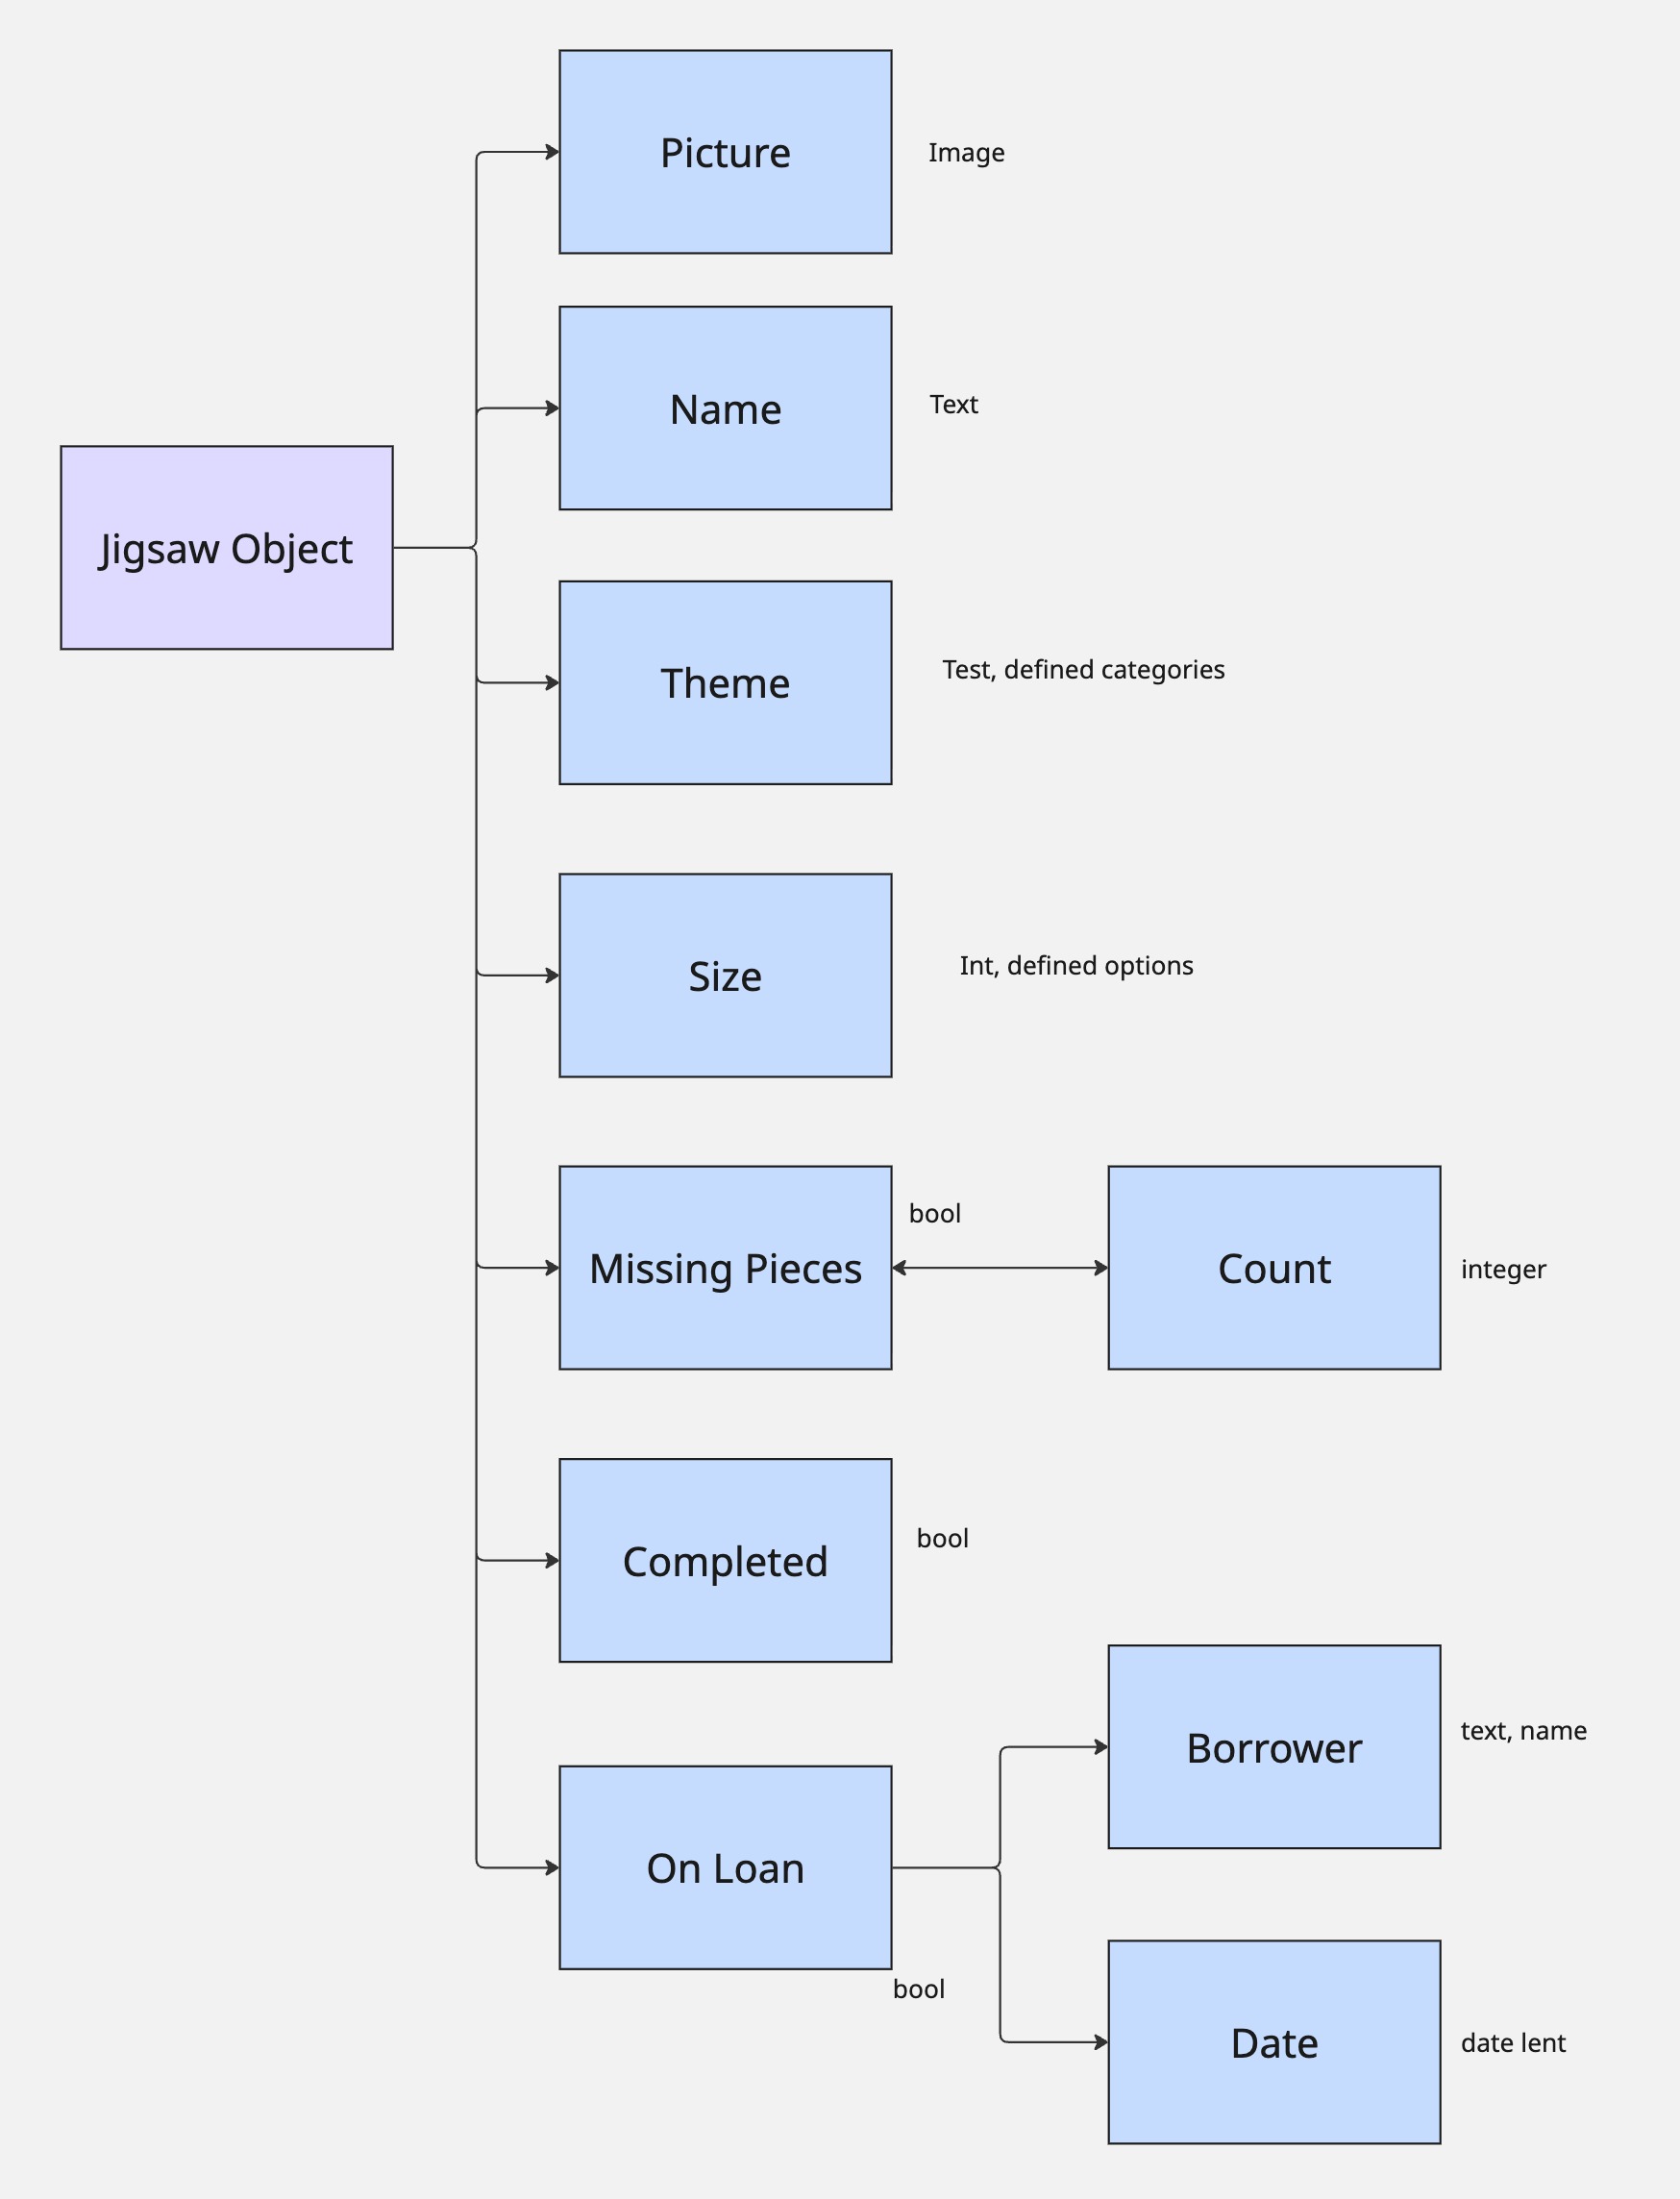 Picture
Image
Name
Text
Jigsaw Object
Theme
Test, defined categories
Size
Int, defined options
Missing Pieces
bool
Count
integer
Completed
bool
On Loan
bool
Borrower
text, name
Date
date lent